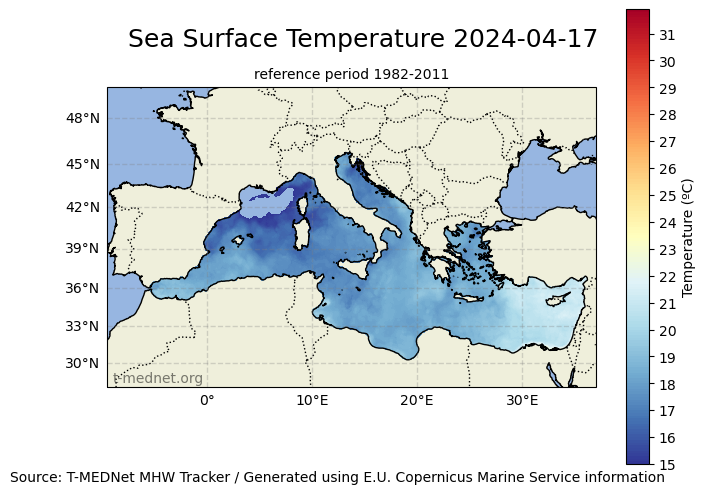 Sea Surface Temperature 2024-04-17
reference period 1982-2011
48°N
45°N
42°N
39°N
36°N
33°N
30°N
t-mednet.org
0°
10°E
20°E
30°E
31
30
29
28
27
26
25
24
23
22
21
20
19
18
17
16
15
Temperature (ºC)
Source: T-MEDNet MHW Tracker / Generated using E.U. Copernicus Marine Service information